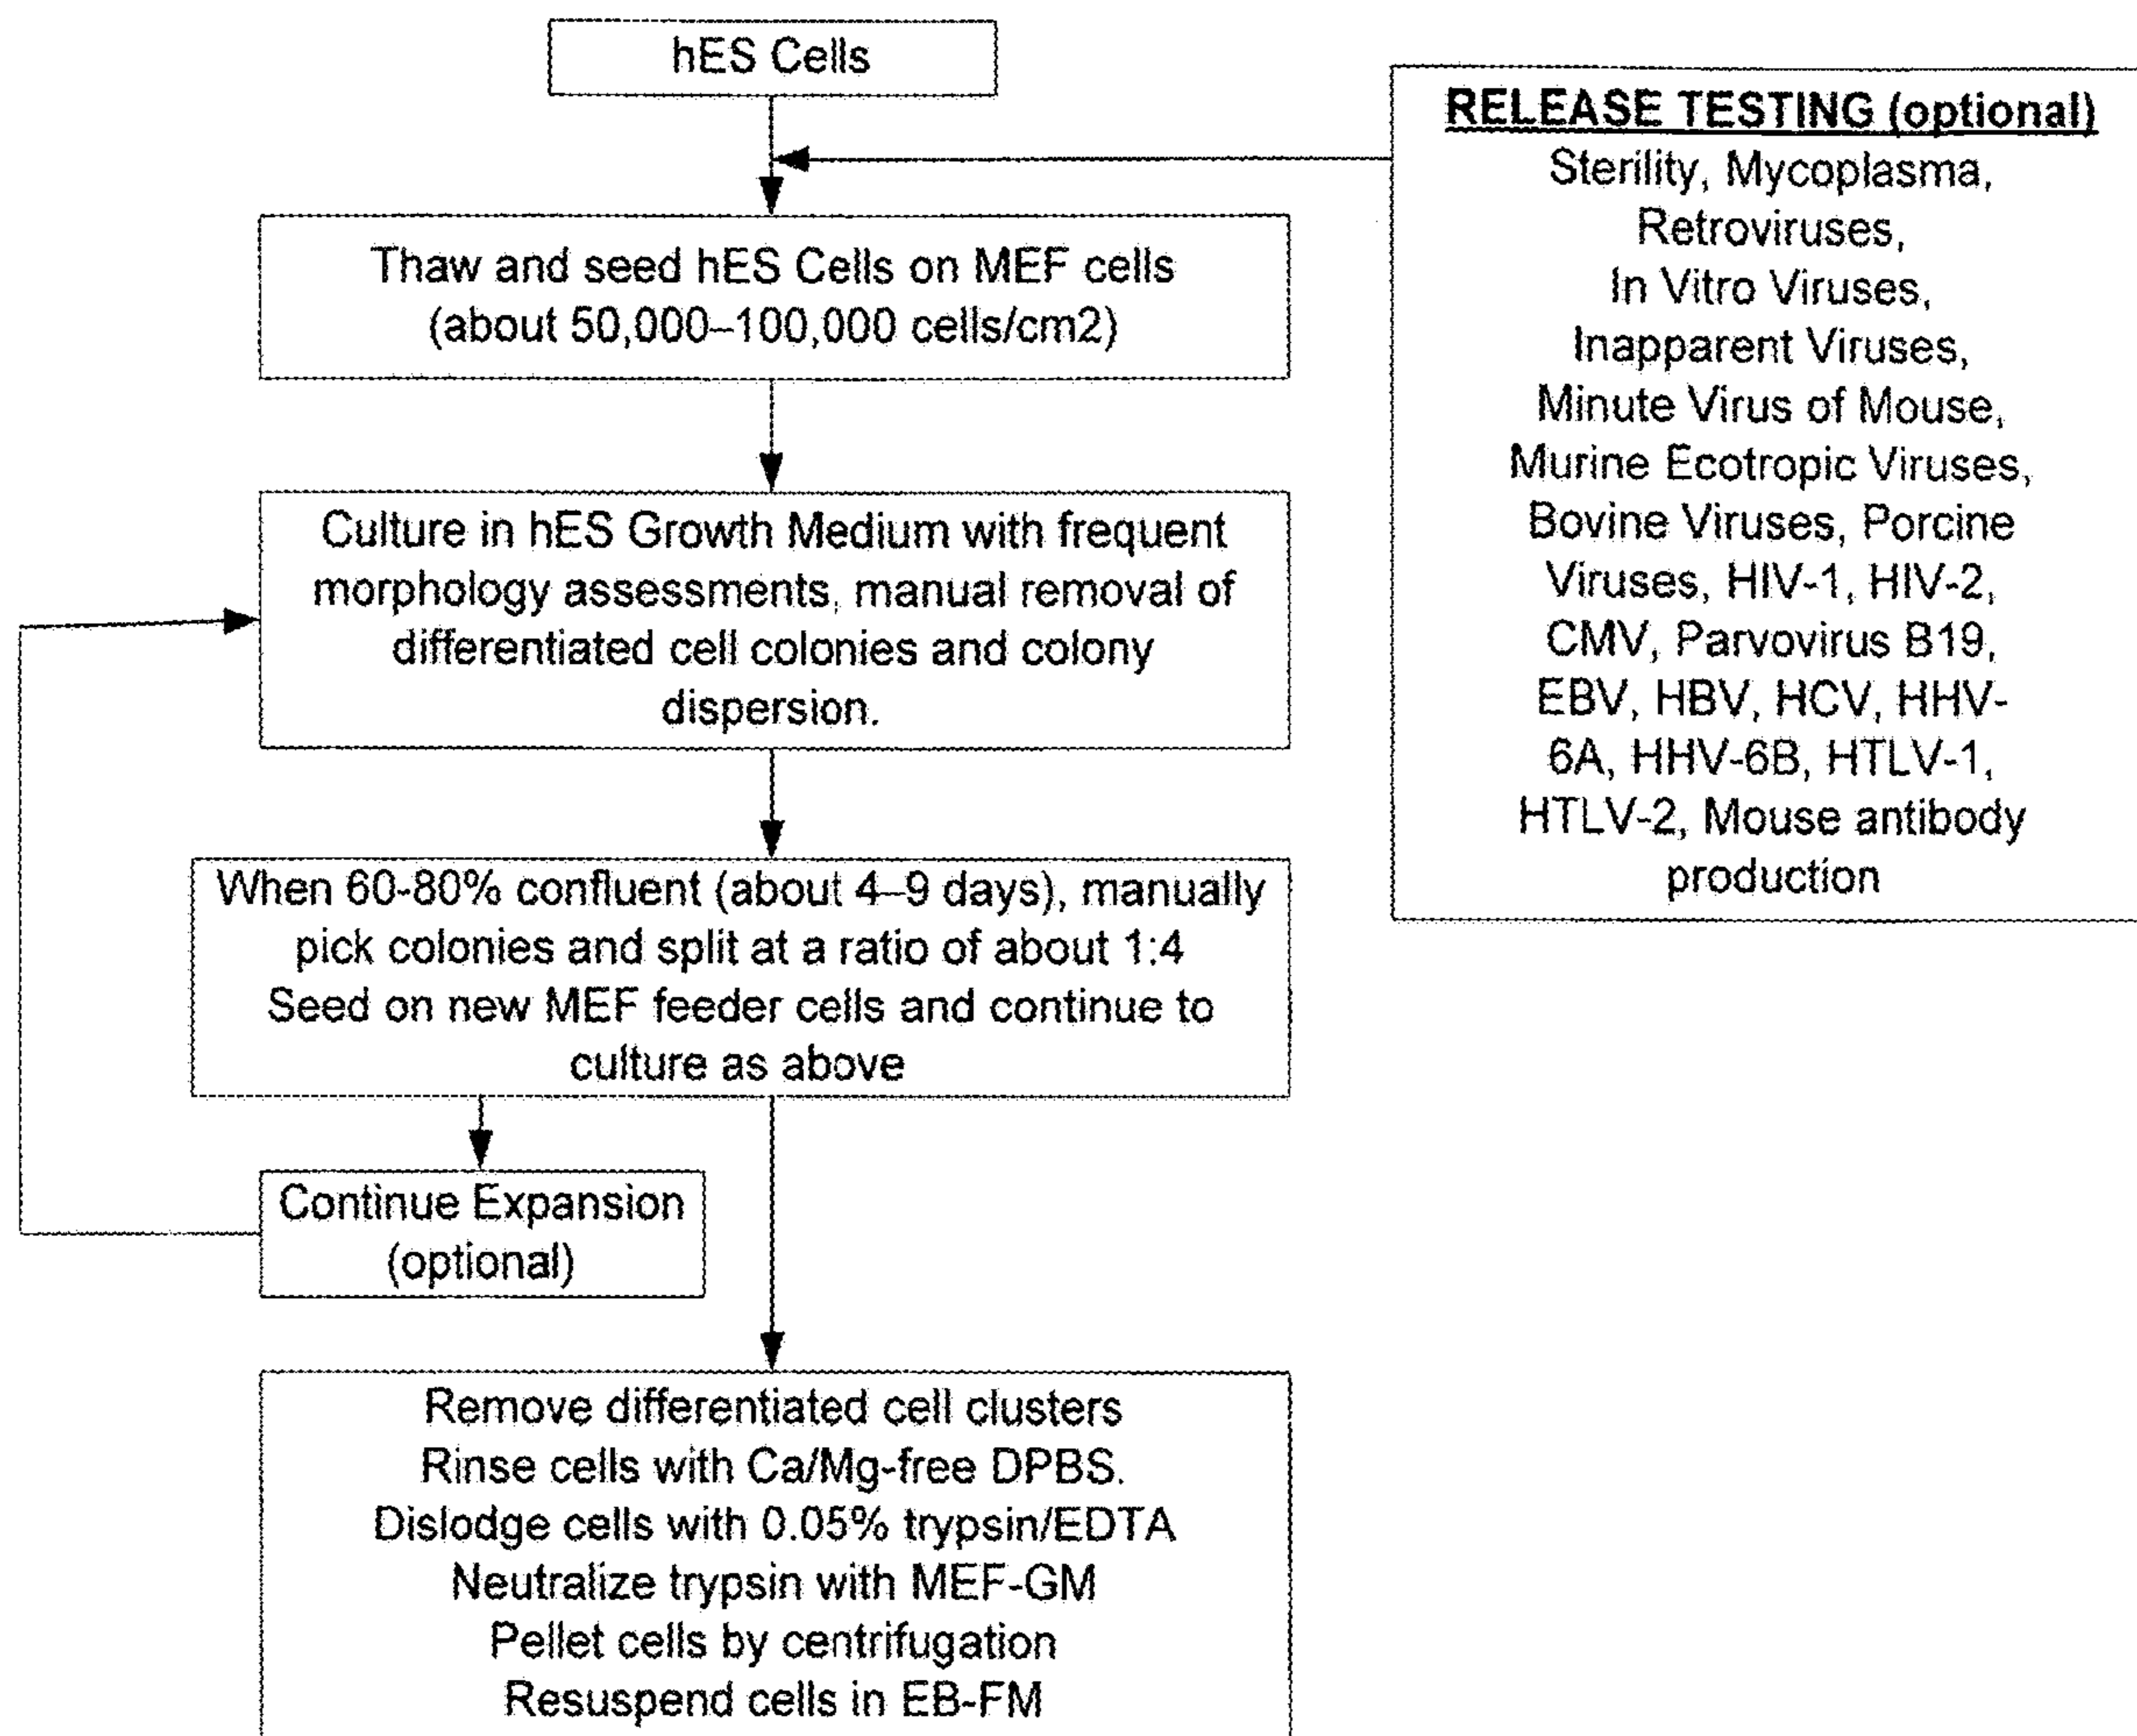 hES Cells
Thaw and seed hES Cells on MEF cells
(about 50,000–100,000 cells/cm2)
Culture in hES Growth Medium with frequent
morphology assessments, manual removal of
differentiated cell colonies and colony
dispersion.
When 60-80% confluent (about 4–9 days), manually
pick colonies and split at a ratio of about 1:4
Seed on new MEF feeder cells and continue to
culture as above
Continue Expansion
(optional)
Remove differentiated cell clusters
Rinse cells with Ca/Mg-free DPBS.
Dislodge cells with 0.05% trypsin/EDTA
Neutralize trypsin with MEF-GM
Pellet cells by centrifugation
Resuspend cells in EB-FM
RELEASE TESTING (optional)
Sterility, Mycoplasma,
Retroviruses,
In Vitro Viruses,
Inapparent Viruses,
Minute Virus of Mouse,
Murine Ecotropic Viruses,
Bovine Viruses, Porcine
Viruses, HIV-1, HIV-2,
CMV, Parvovirus B19,
EBV, HBV, HCV, HHV-
6A, HHV-6B, HTLV-1,
HTLV-2, Mouse antibody
production